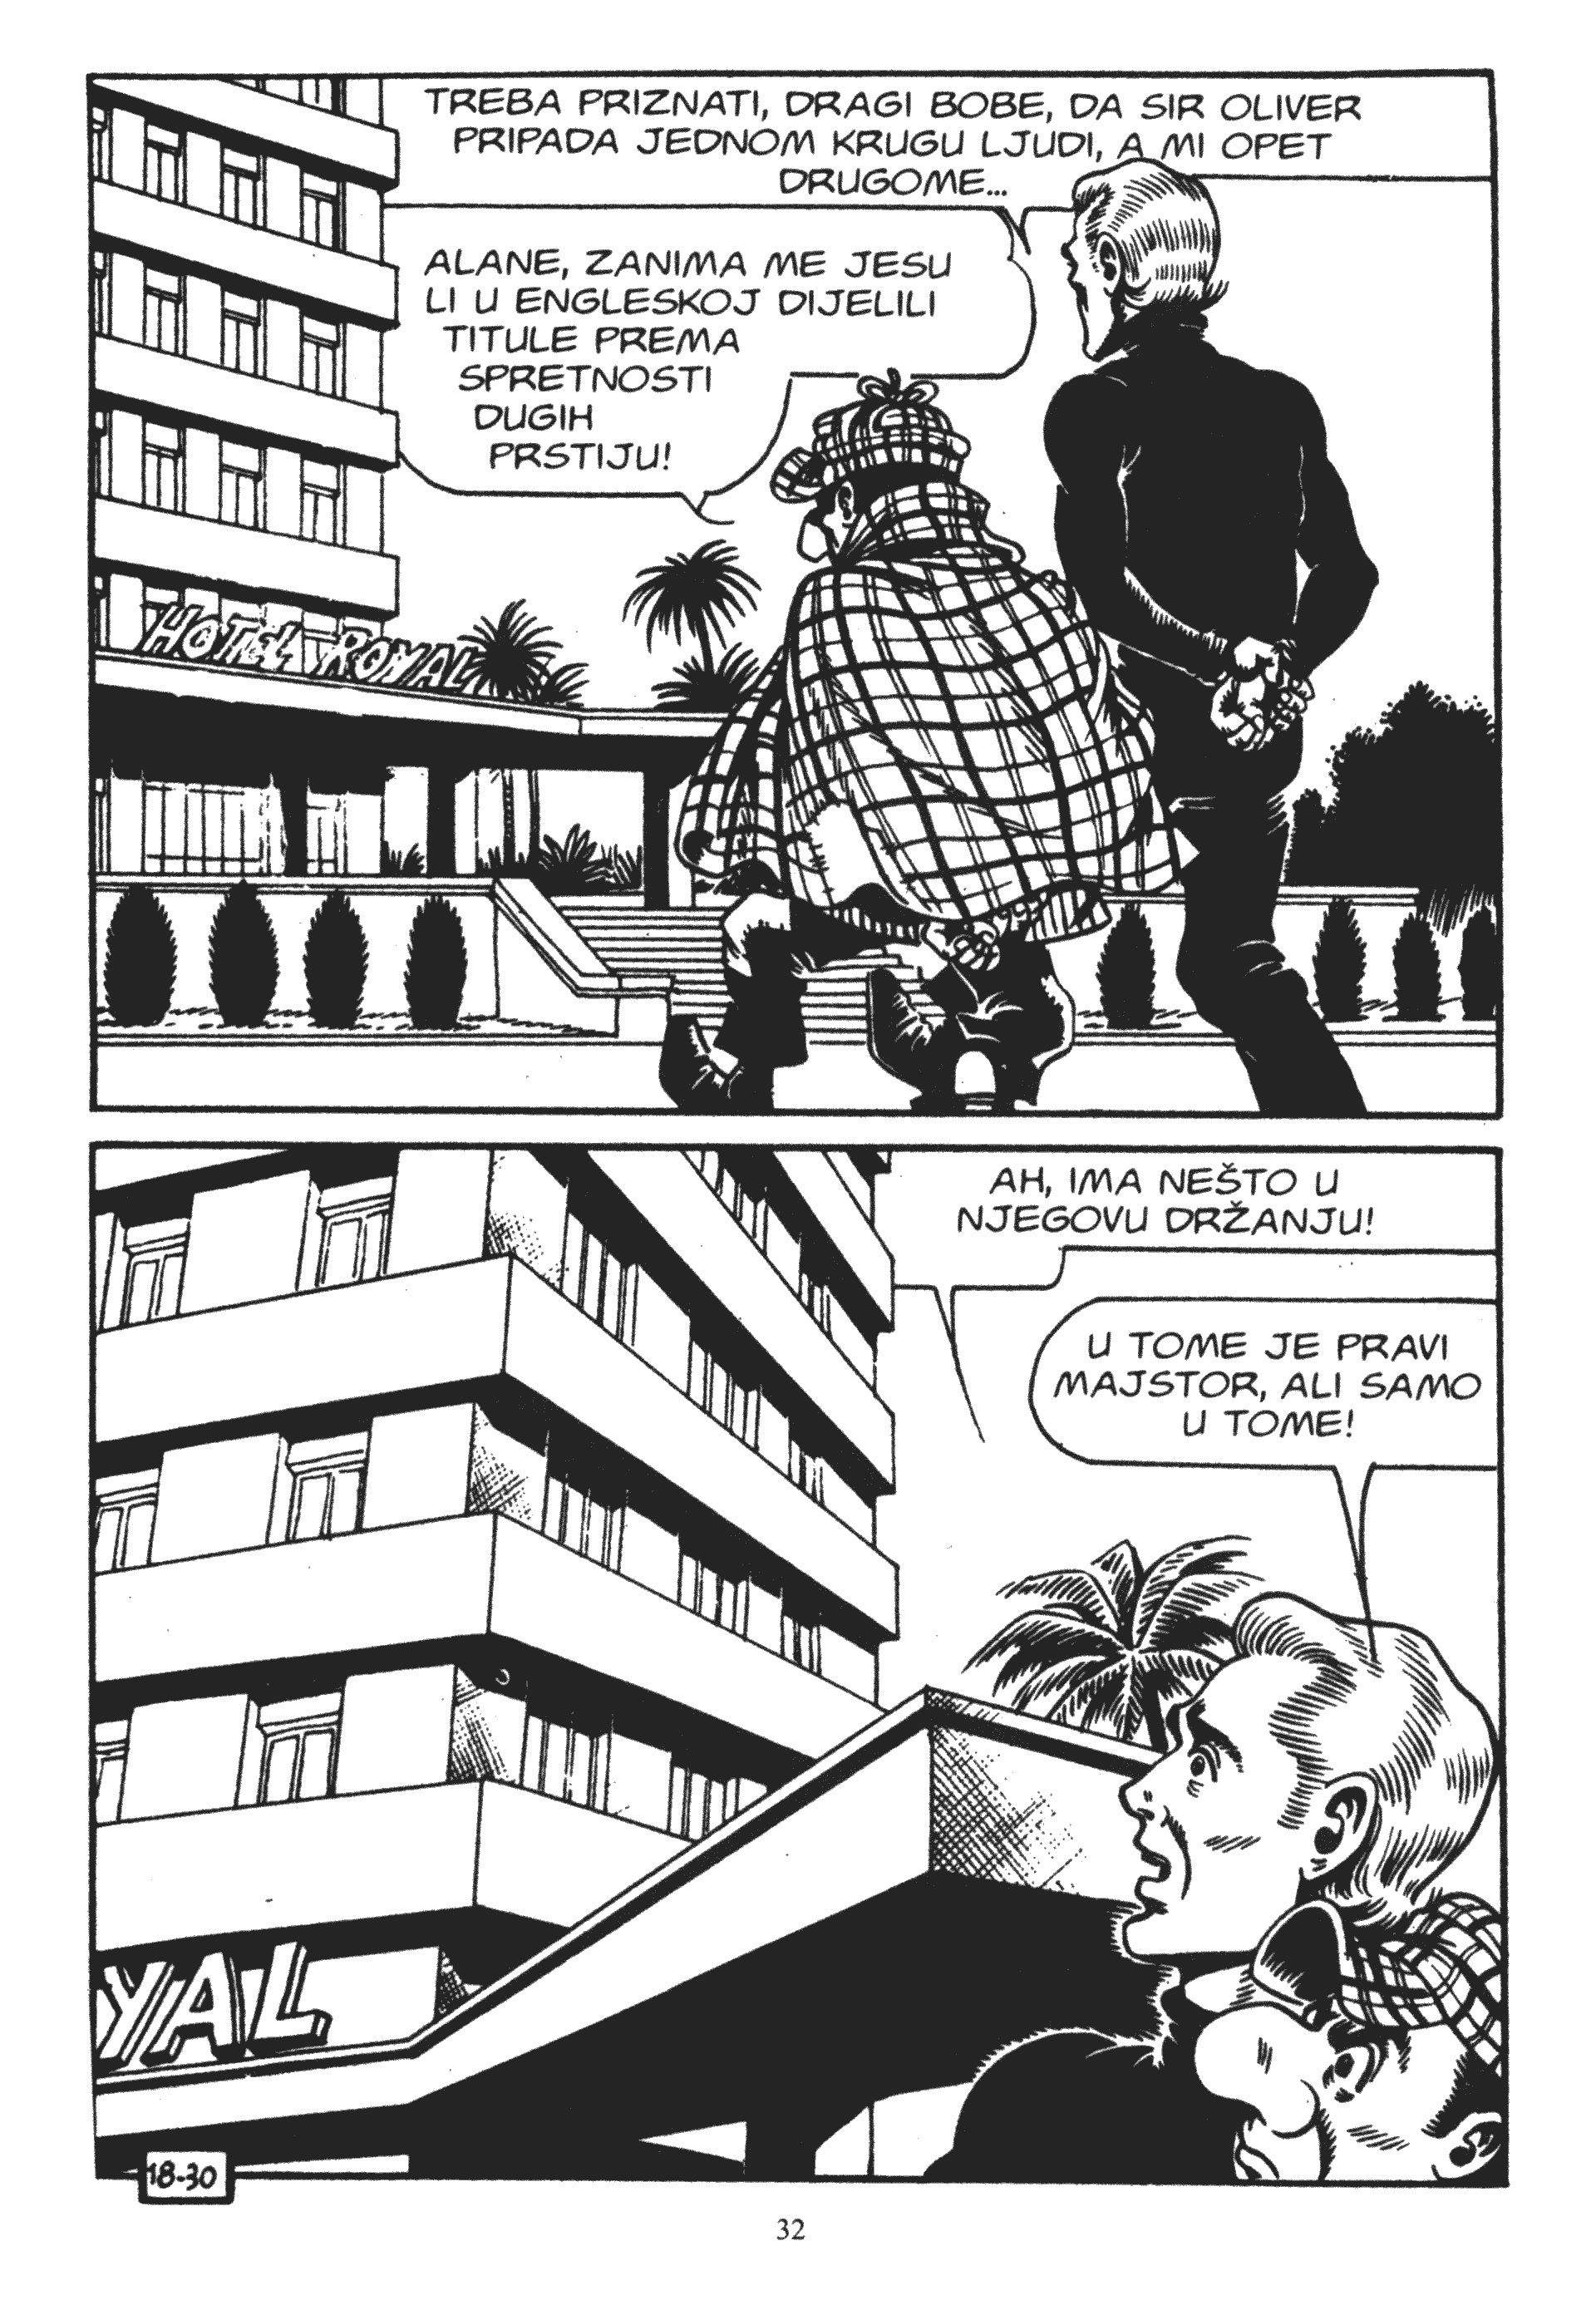 TREBA PRIZNATI, DRAGI BOBE, DA SIR OLIVER
PRIPADA JEDNOM KRUGU LJUDI, A MI OPET
DRUGOME...
ALANE, ZANIMA ME JESU
LI U ENGLESKOJ DIJELILI
TITULE PREMA
SPRETNOSTI
DUGIH
PRSTIJU!
HOTEL ROYAL
AH, IMA NEŠTO U
NJEGOVU DRŽANJU!
U TOME JE PRAVI
MAJSTOR, ALI SAMO
U TOME!
YAL
18-30
32